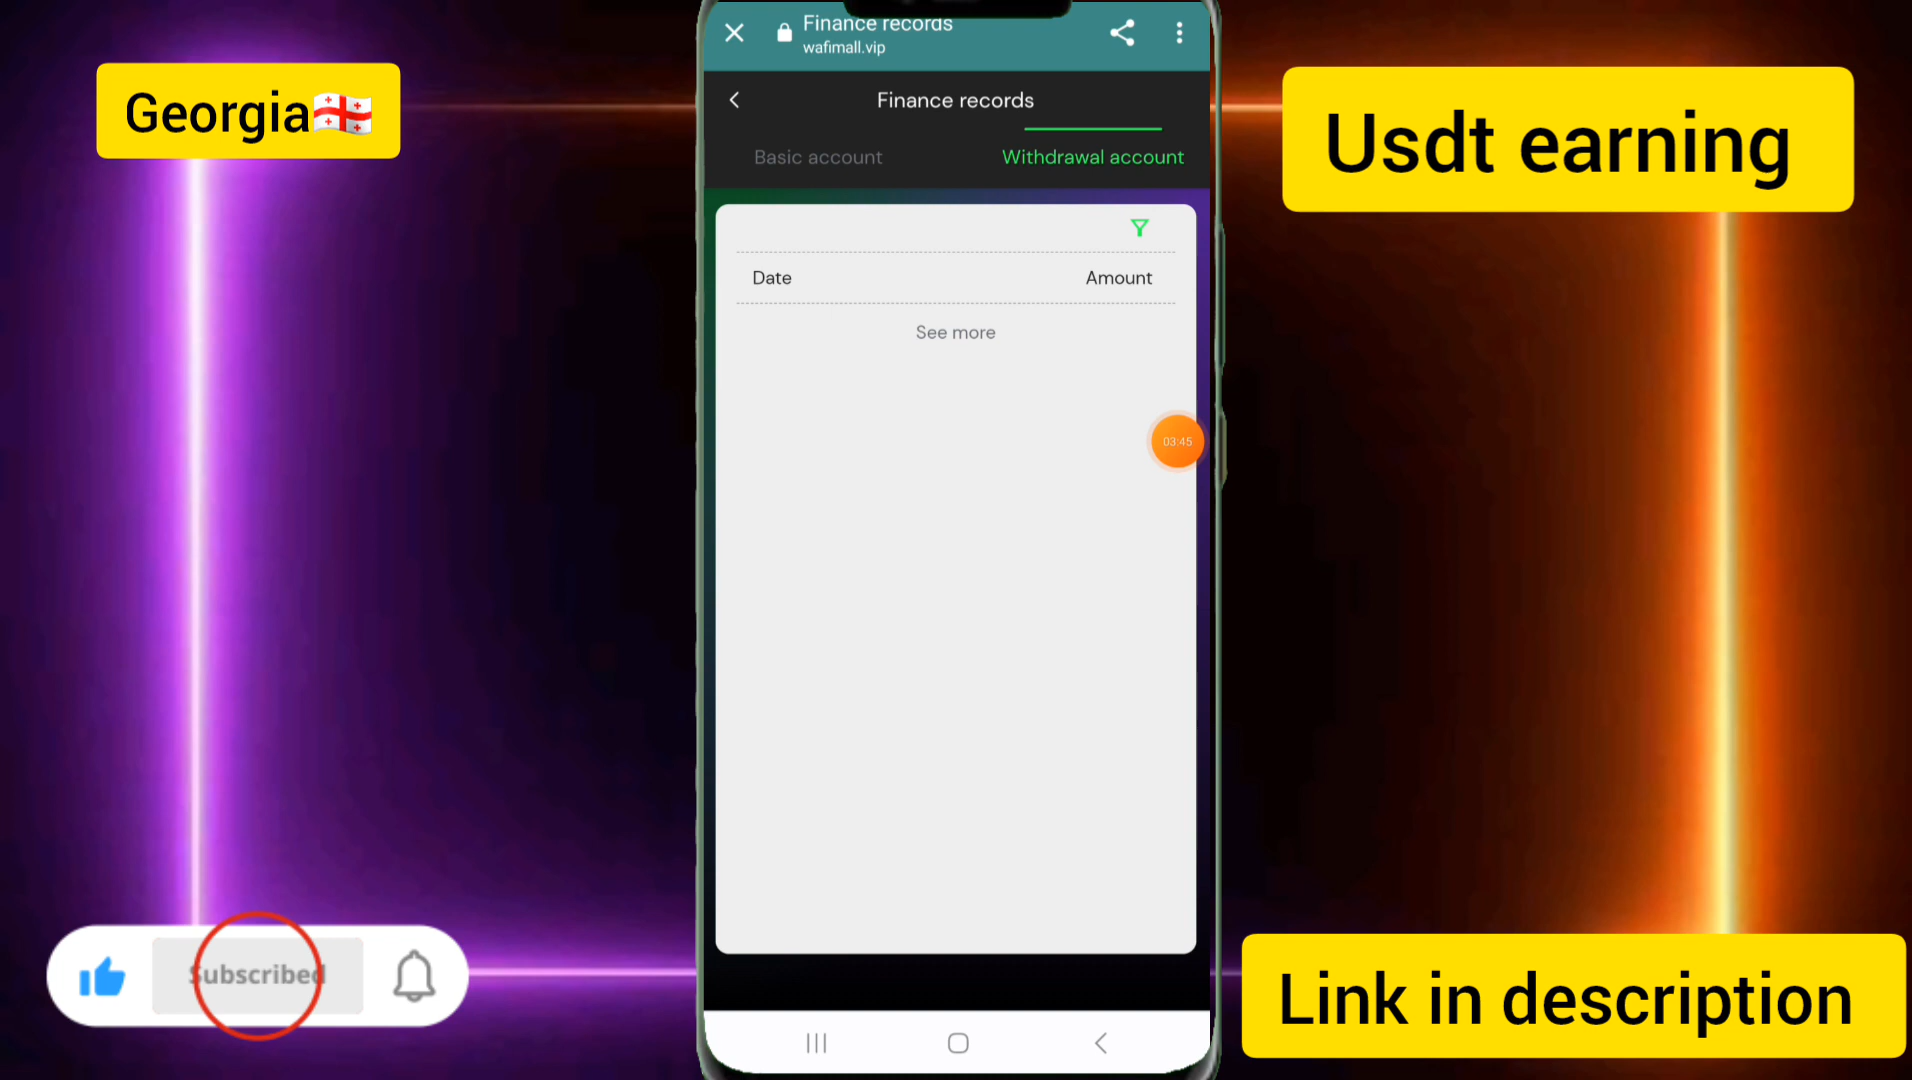 Finance records
wafimall.vip
Georgia
Usdt earning
Finance records
Basic account
Withdrawal account
Date
Amount
See more
03:45
Subscribed
Link in description